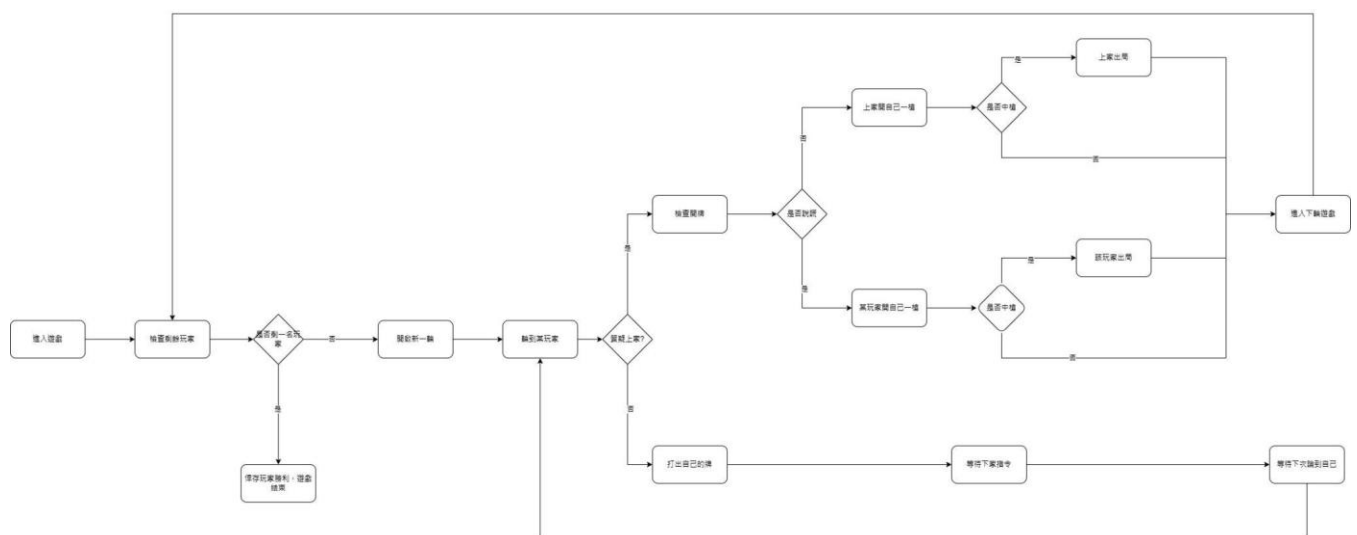 進入遊戲
檢查剩餘玩家
是否剩一名玩
家
是
倖存玩家勝利，遊戲
結束
否
開啟新一輪
輪到某玩家
質疑上家?
是
檢查開牌
是否說謊
否
上家開自己一槍
是否中槍
是
上家出局
否
是
某玩家開自己一槍
是否中槍
是
該玩家出局
否
進入下輪遊戲
否
打出自己的牌
等待下家指令
等待下次輪到自己